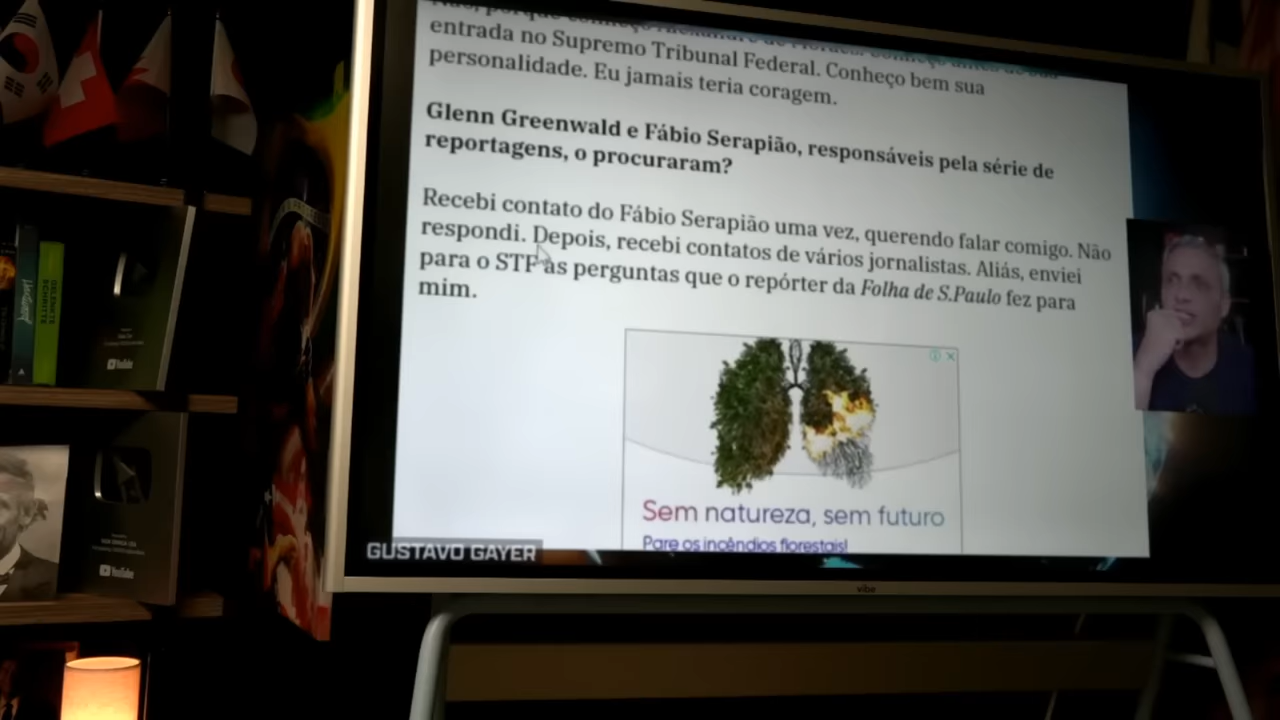 entrada no Supremo Tribunal Federal. Conheço bem sua
personalidade. Eu jamais teria coragem.
Glenn Greenwald e Fábio Serapião, responsáveis pela série de
reportagens, o procuraram?
Recebi contato do Fábio Serapião uma vez, querendo falar comigo. Não
respondi. Depois, recebi contatos de vários jornalistas. Aliás, enviei
para o STF as perguntas que o repórter da Folha de S.Paulo fez para
mim.
Sem natureza, sem futuro
Pare os incêndios florestais!
GUSTAVO GAYER
vibe
YouTube
YouTube